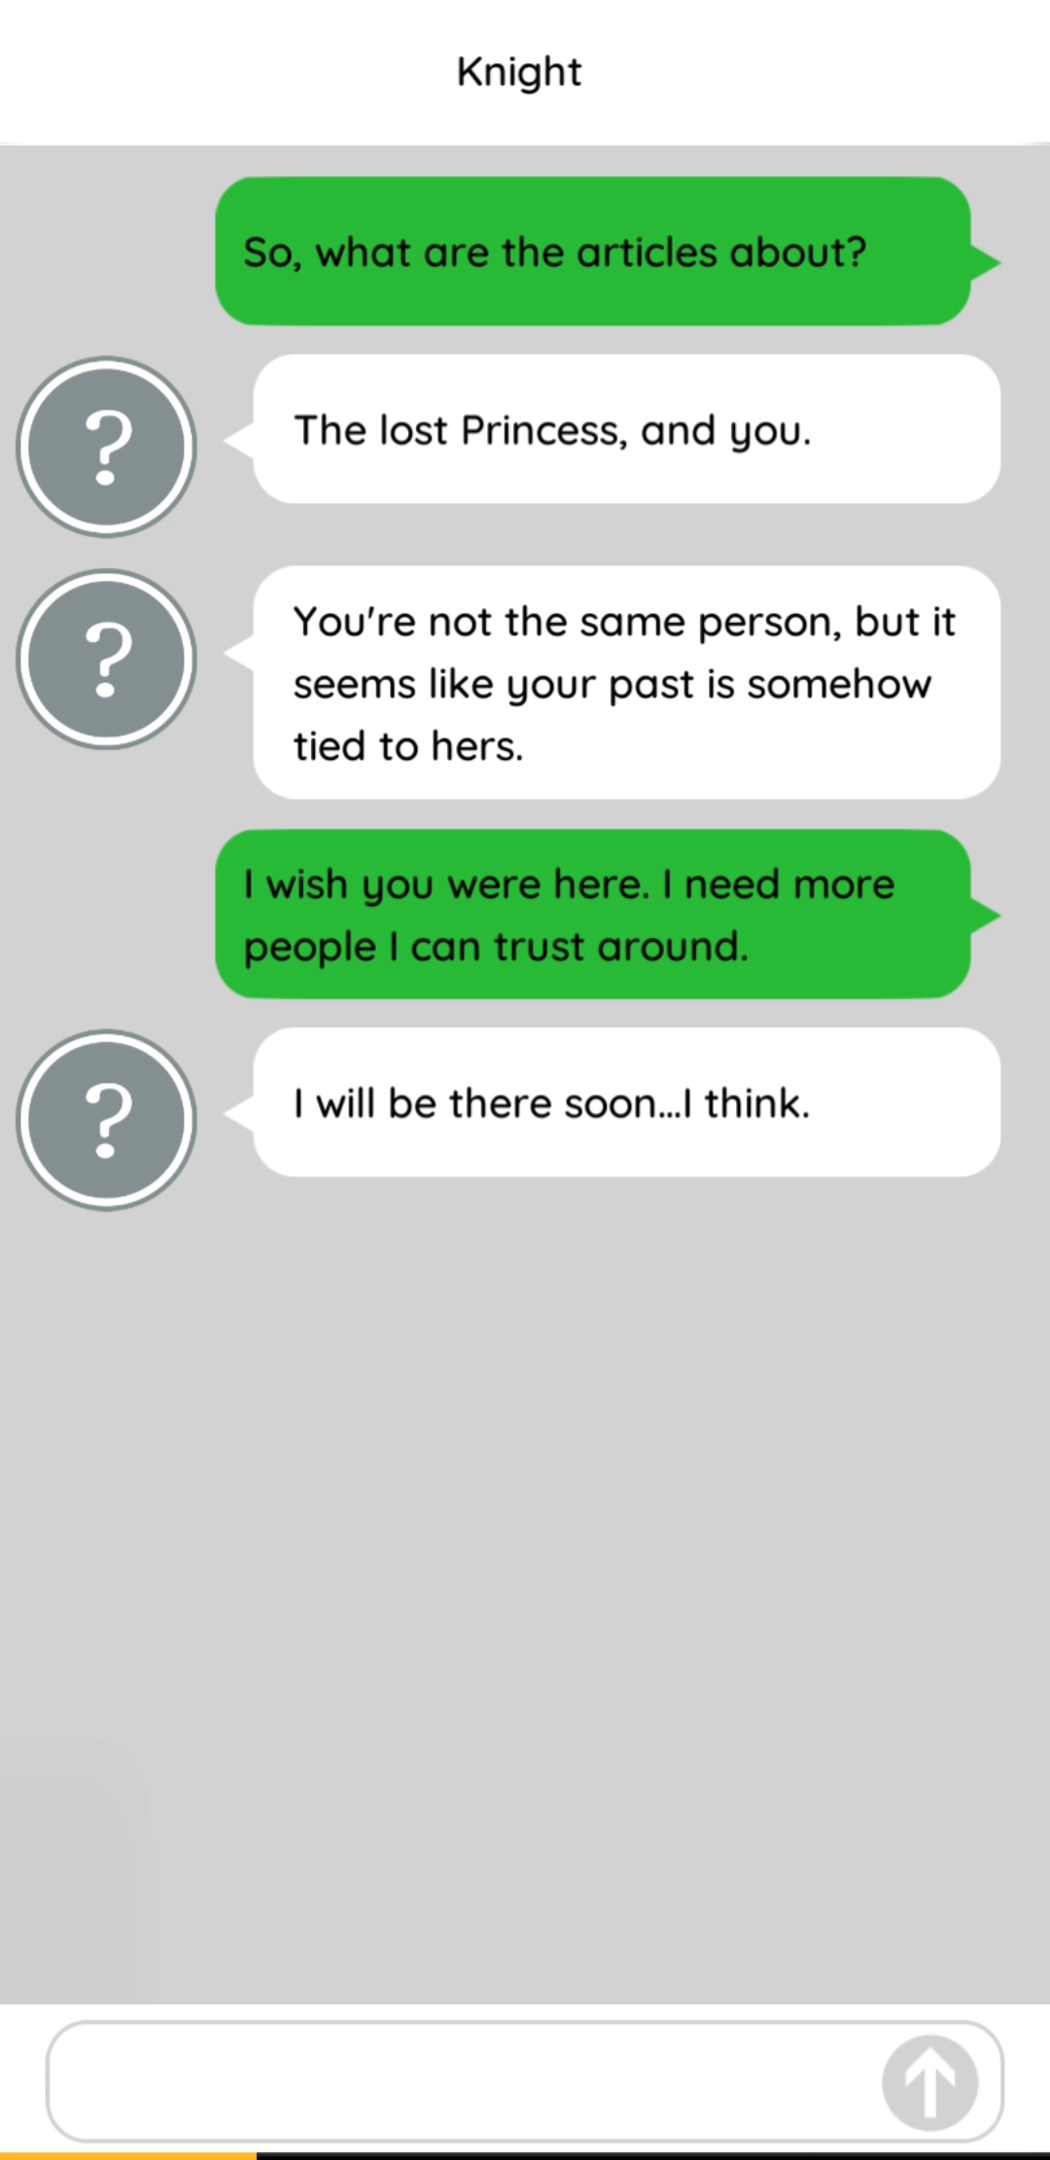 Knight
So, what are the articles about?
?
The lost Princess, and you.
?
You're not the same person, but it
seems like your past is somehow
tied to hers.
I wish you were here. I need more
people I can trust around.
?
I will be there soon...I think.